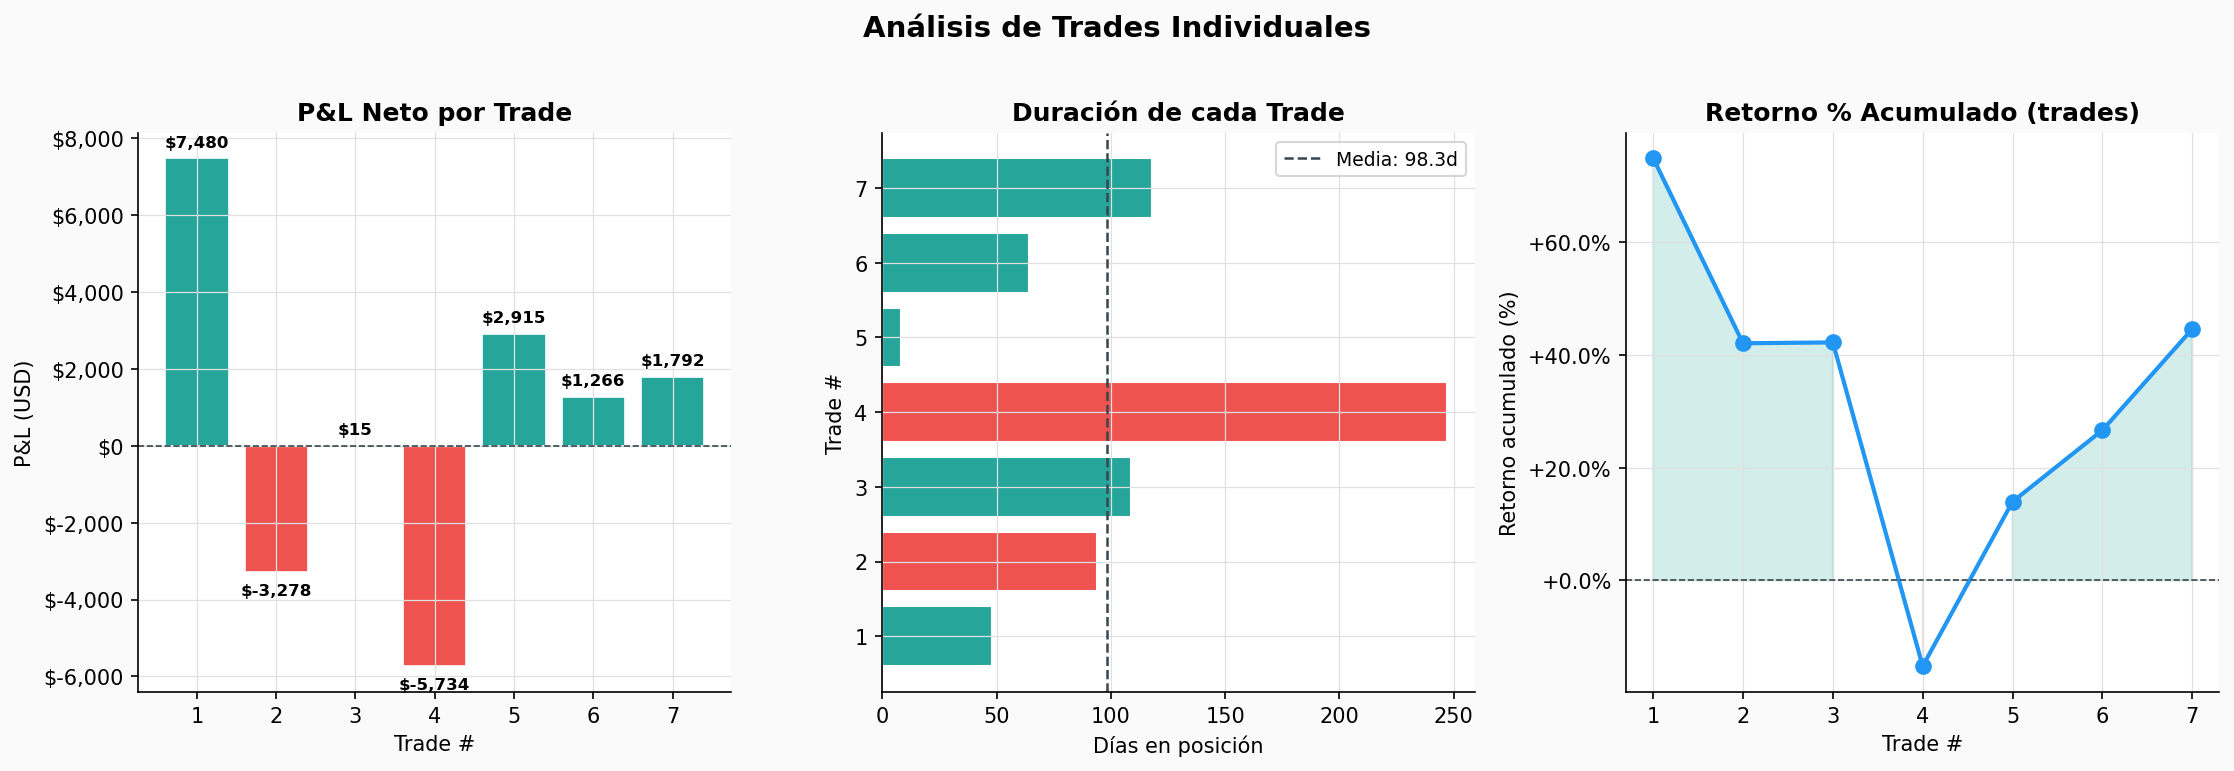 Análisis de Trades Individuales
P&L Neto por Trade
$8,000
$6,000
$4,000
$2,000
$0
$-2,000
$-4,000
$-6,000
P&L (USD)
$7,480
$-3,278
$15
$-5,734
$2,915
$1,266
$1,792
1 2 3 4 5 6 7
Trade #
Duración de cada Trade
Media: 98.3d
7
6
5
4
3
2
1
Trade #
0 50 100 150 200 250
Días en posición
Retorno % Acumulado (trades)
+60.0%
+40.0%
+20.0%
+0.0%
Retorno acumulado (%)
1 2 3 4 5 6 7
Trade #